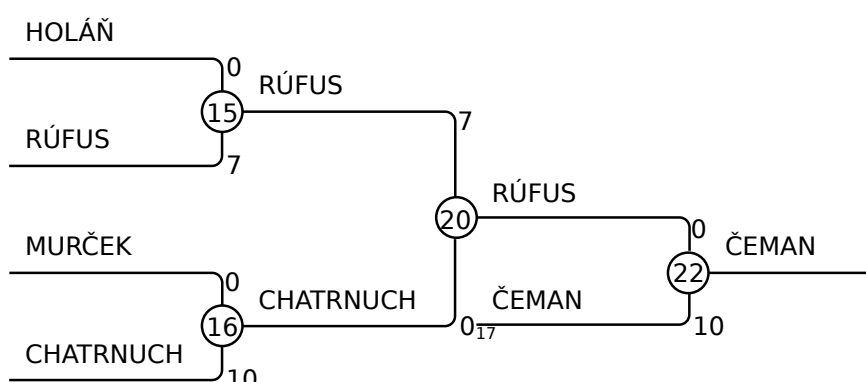 HOLÁŇ
0
15
RÚFUS
RÚFUS
7
7
20
RÚFUS
0
MURČEK
0
16
CHATRNUCH
CHATRNUCH
10
0
17
ČEMAN
22
ČEMAN
10